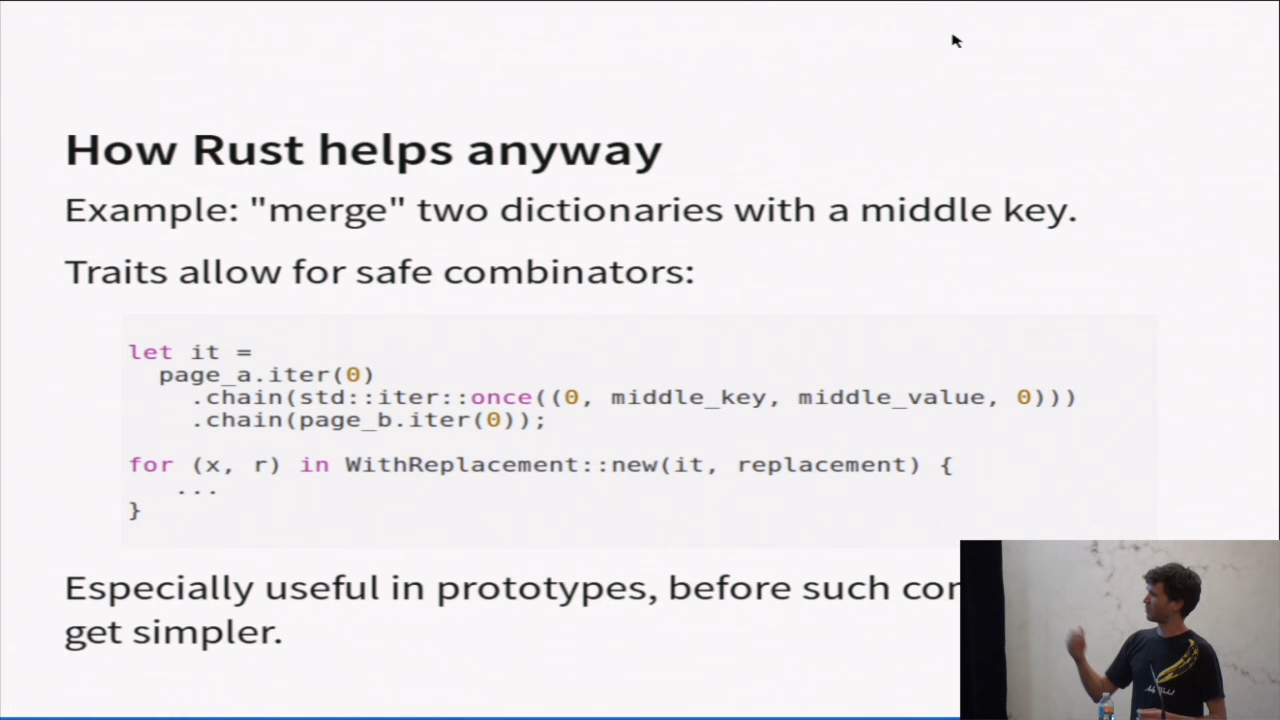 How Rust helps anyway
Example: "merge" two dictionaries with a middle key.
Traits allow for safe combinators:
let it =
  page_a.iter(0)
    .chain(std::iter::once((0, middle_key, middle_value, 0)))
    .chain(page_b.iter(0));
for (x, r) in WithReplacement::new(it, replacement) {
   ...
}
Especially useful in prototypes, before such
get simpler.